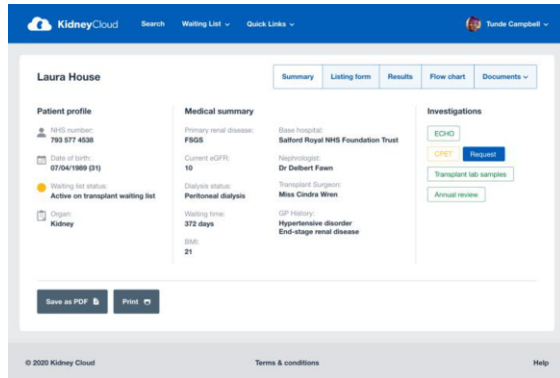 KidneyCloud Search Waiting List Quick Links Tunde Campbell
Laura House
Summary Listing form Results Flow chart Documents
Patient profile
NHS number:
793 577 4538
Date of birth:
07/04/1989 (31)
Waiting list status:
Active on transplant waiting list
Organ:
Kidney
Medical summary
Primary renal disease:
FSGS
Current eGFR:
10
Dialysis status:
Peritoneal dialysis
Waiting time:
372 days
BMI:
21
Base hospital:
Salford Royal NHS Foundation Trust
Nephrologist:
Dr Delbert Fawn
Transplant Surgeon:
Miss Cindra Wren
GP History:
Hypertensive disorder
End-stage renal disease
Investigations
ECHO
CPET Request
Transplant lab samples
Annual review
Save as PDF Print
© 2020 Kidney Cloud Terms & conditions Help